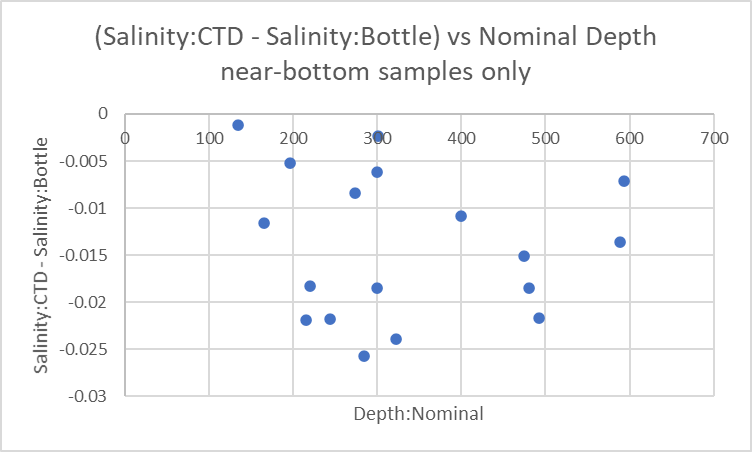 (Salinity:CTD - Salinity:Bottle) vs Nominal Depth
near-bottom samples only
0
0 100 200 300 400 500 600 700
-0.005
-0.01
-0.015
-0.02
-0.025
-0.03
Salinity:CTD - Salinity:Bottle
Depth:Nominal